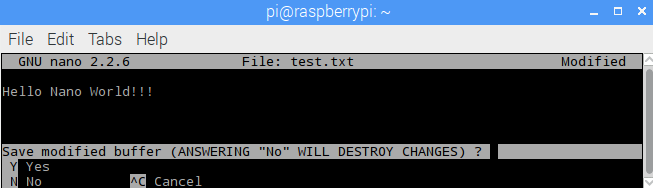 pi@raspberrypi: ~
File Edit Tabs Help
GNU nano 2.2.6 File: test.txt Modified
Hello Nano World!!!
Save modified buffer (ANSWERING "No" WILL DESTROY CHANGES) ?
Y Yes
N No ^C Cancel